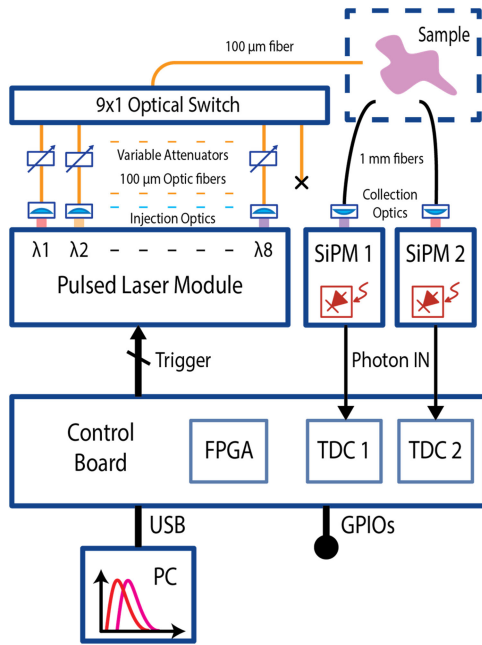 Sample
100 µm fiber
9x1 Optical Switch
Variable Attenuators
100 µm Optic fibers
Injection Optics
1 mm fibers
Collection
Optics
λ1 λ2 λ8
Pulsed Laser Module
SiPM 1
SiPM 2
Trigger
Photon IN
Control
Board
FPGA
TDC 1
TDC 2
USB
GPIOs
PC